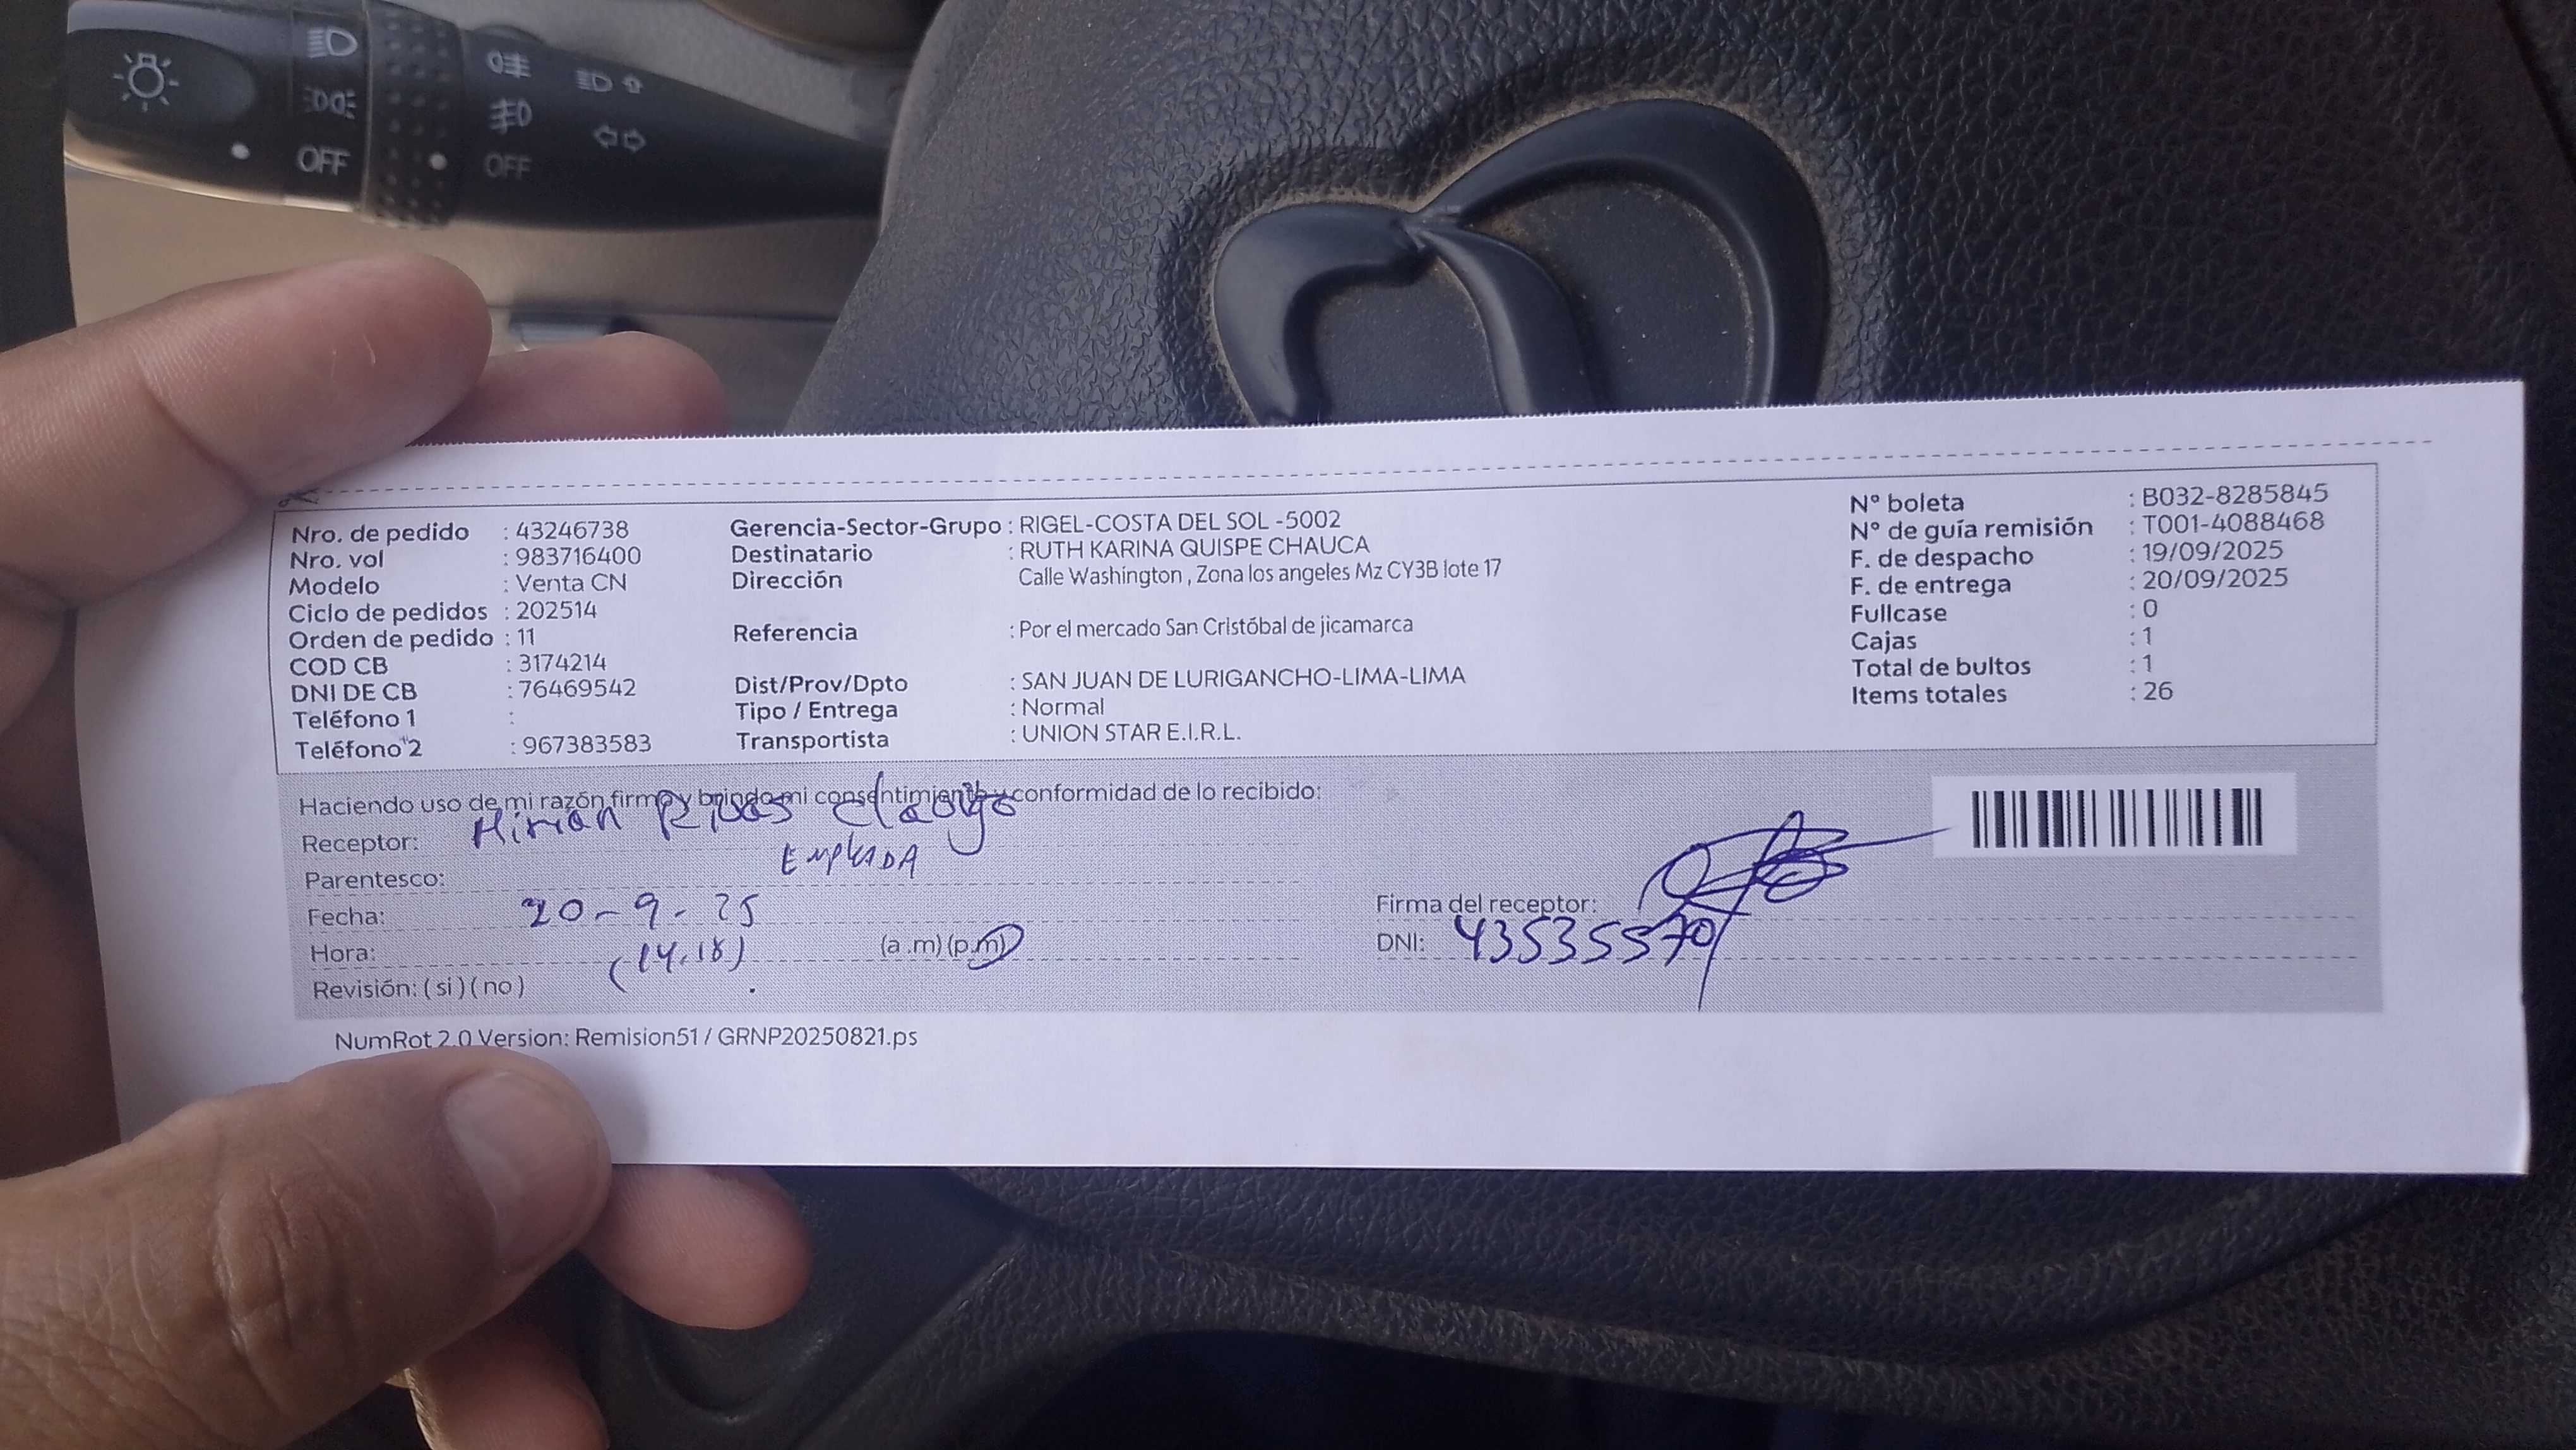 OFF
OFF
Nro. de pedido : 43246738
Nro. vol : 983716400
Modelo : Venta CN
Ciclo de pedidos : 202514
Orden de pedido : 11
COD CB : 3174214
DNI DE CB : 76469542
Teléfono 1 :
Teléfono 2 : 967383583
Gerencia-Sector-Grupo : RIGEL-COSTA DEL SOL -5002
Destinatario : RUTH KARINA QUISPE CHAUCA
Dirección Calle Washington , Zona los angeles Mz CY3B lote 17
Referencia : Por el mercado San Cristóbal de jicamarca
Dist/Prov/Dpto : SAN JUAN DE LURIGANCHO-LIMA-LIMA
Tipo / Entrega : Normal
Transportista : UNION STAR E.I.R.L.
N° boleta : B032-8285845
N° de guía remisión : T001-4088468
F. de despacho : 19/09/2025
F. de entrega : 20/09/2025
Fullcase : 0
Cajas : 1
Total de bultos : 1
Items totales : 26
Haciendo uso de mi razón firmo y brindo mi consentimiento y conformidad de lo recibido:
Receptor: Mirian Rivas
Parentesco:
Fecha: 20-9-25
Hora: (14.18) (a.m) (p.m)
Revisión: ( si ) ( no )
Firma del receptor:
DNI: 43535570
NumRot 2.0 Version: Remision51 / GRNP20250821.ps